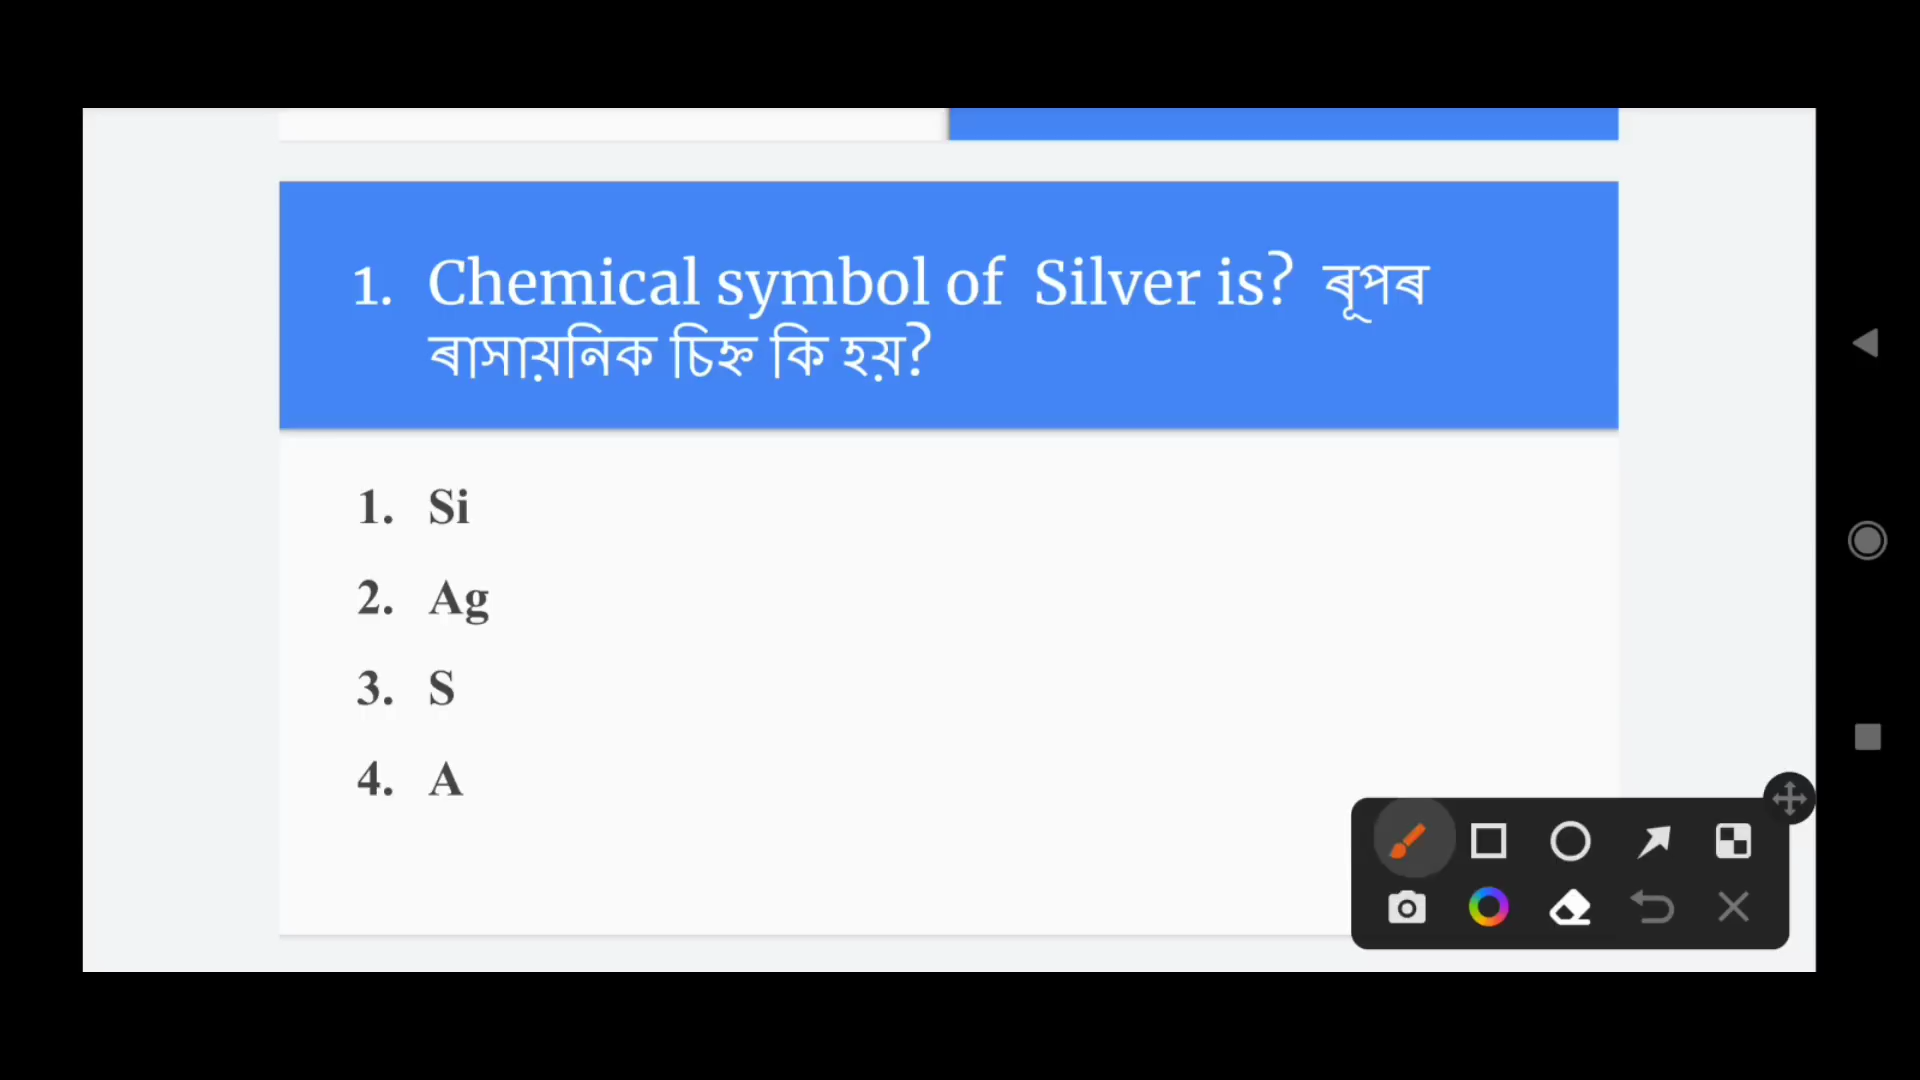 1. Chemical symbol of Silver is? ৰূপৰ
ৰাসায়নিক চিহ্ন কি হয়?
1. Si
2. Ag
3. S
4. A